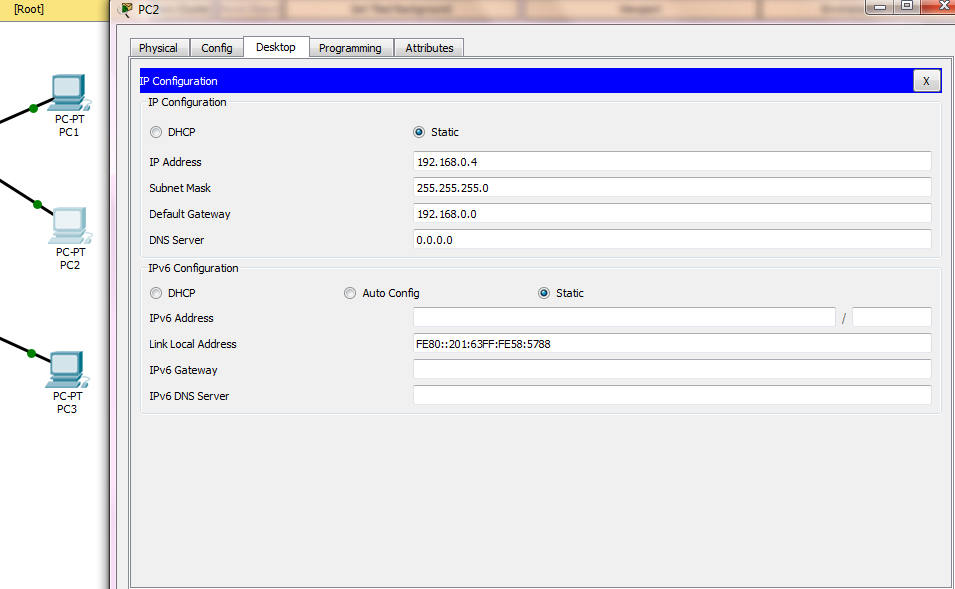 [Root]
PC2
Physical
Config
Desktop
Programming
Attributes
IP Configuration
X
IP Configuration
DHCP
Static
IP Address
192.168.0.4
Subnet Mask
255.255.255.0
Default Gateway
192.168.0.0
DNS Server
0.0.0.0
IPv6 Configuration
DHCP
Auto Config
Static
IPv6 Address
/
Link Local Address
FE80::201:63FF:FE58:5788
IPv6 Gateway
IPv6 DNS Server
PC-PT
PC1
PC-PT
PC2
PC-PT
PC3